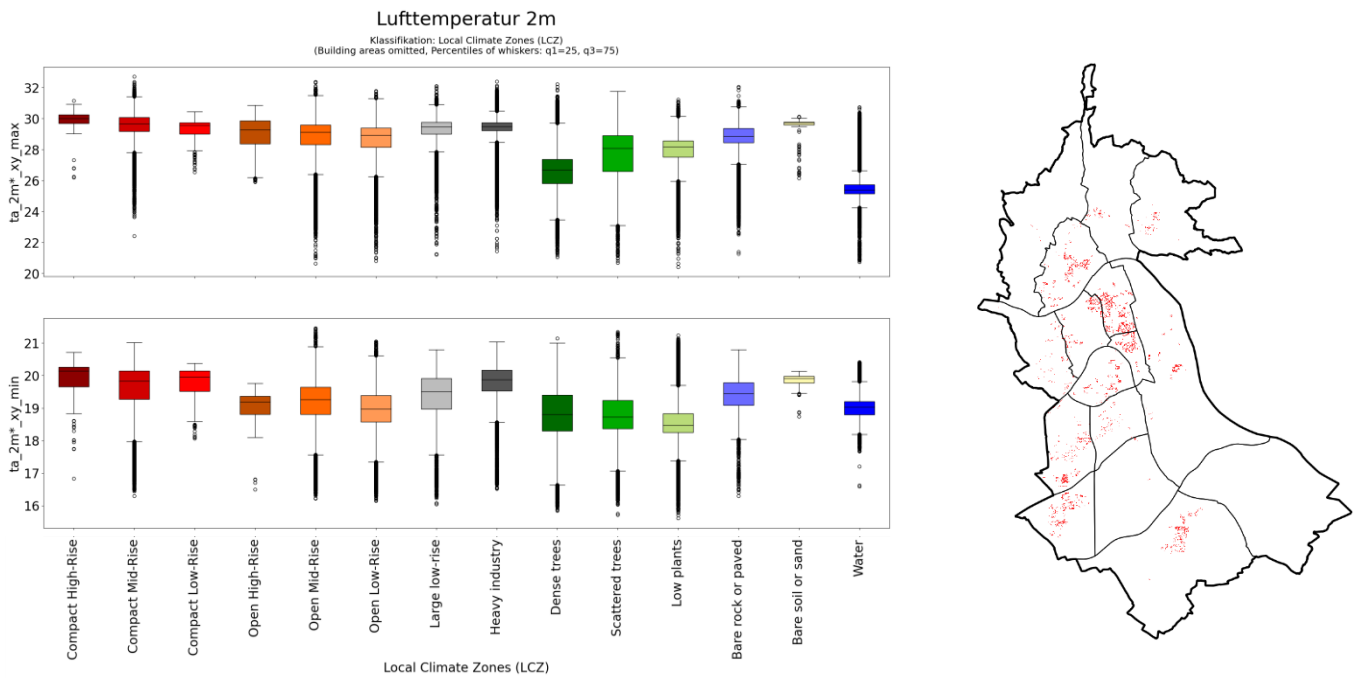 Lufttemperatur 2m
Klassifikation: Local Climate Zones (LCZ)
(Building areas omitted, Percentiles of whiskers: q1=25, q3=75)
ta_2m*_xy_max
32
30
28
26
24
22
20
ta_2m*_xy_min
21
20
19
18
17
16
Compact High-Rise
Compact Mid-Rise
Compact Low-Rise
Open High-Rise
Open Mid-Rise
Open Low-Rise
Large low-rise
Heavy industry
Dense trees
Scattered trees
Low plants
Bare rock or paved
Bare soil or sand
Water
Local Climate Zones (LCZ)